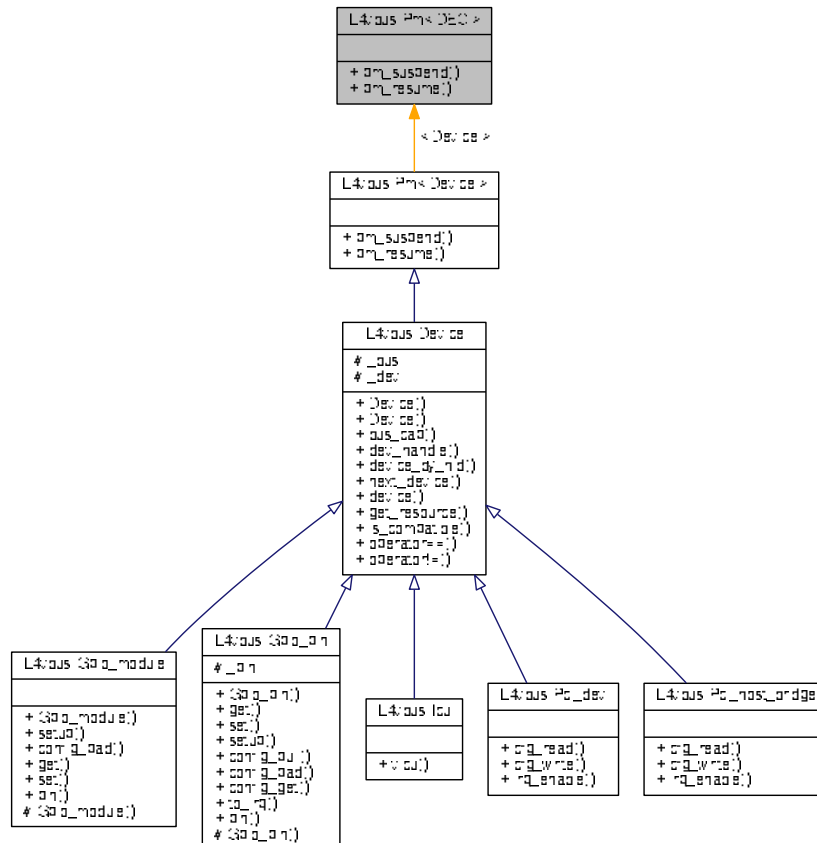 L4vbus::Pm< DEC >
+ pm_suspend()
+ pm_resume()
< Device >
L4vbus::Pm< Device >
+ pm_suspend()
+ pm_resume()
L4vbus::Device
# _bus
# _dev
+ Device()
+ Device()
+ bus_cap()
+ dev_handle()
+ device_by_hid()
+ next_device()
+ device()
+ get_resource()
+ is_compatible()
+ operator==()
+ operator!=()
L4vbus::Gpio_module
+ Gpio_module()
+ setup()
+ config_pad()
+ get()
+ set()
+ pin()
# Gpio_module()
L4vbus::Gpio_pin
# _pin
+ Gpio_pin()
+ get()
+ set()
+ setup()
+ config_pull()
+ config_pad()
+ config_get()
+ to_irq()
+ pin()
# Gpio_pin()
L4vbus::Icu
+ vicu()
L4vbus::Pci_dev
+ cfg_read()
+ cfg_write()
+ irq_enable()
L4vbus::Pci_host_bridge
+ cfg_read()
+ cfg_write()
+ irq_enable()